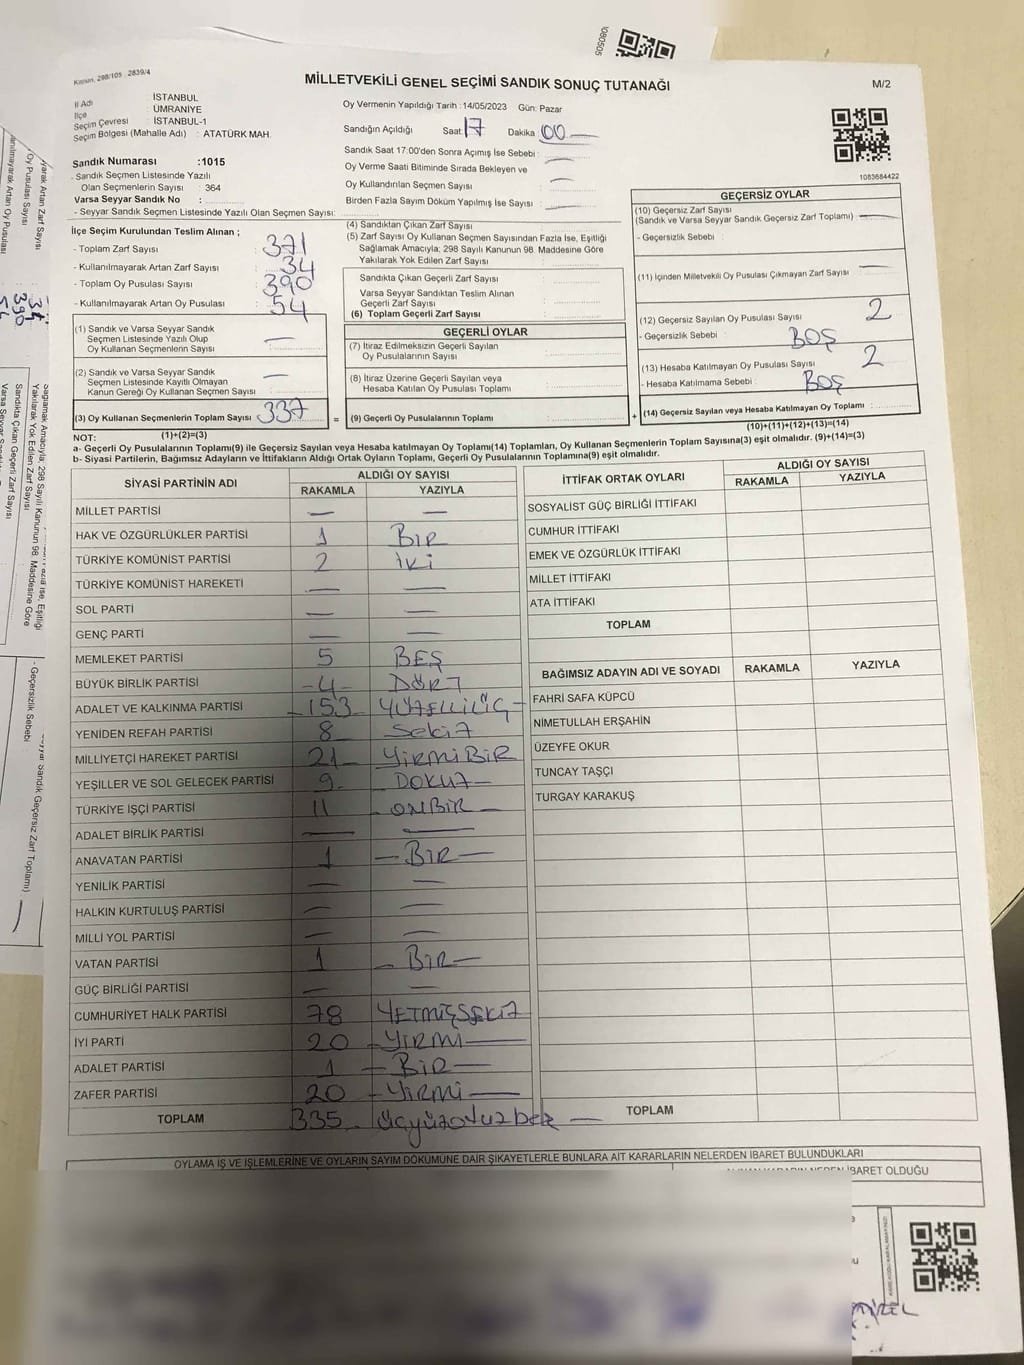 1080505
Kanun, 298/105 , 2839/4
MİLLETVEKİLİ GENEL SEÇİMİ SANDIK SONUÇ TUTANAĞI
M/2
İl Adı : İSTANBUL
İlçe : ÜMRANİYE
Seçim Çevresi : İSTANBUL-1
Seçim Bölgesi (Mahalle Adı) : ATATÜRK MAH.
Sandık Numarası :1015
- Sandık Seçmen Listesinde Yazılı
Olan Seçmenlerin Sayısı : 364
Varsa Seyyar Sandık No :
- Seyyar Sandık Seçmen Listesinde Yazılı Olan Seçmen Sayısı:
Oy Vermenin Yapıldığı Tarih : 14/05/2023 Gün: Pazar
Sandığın Açıldığı Saat 17 Dakika 00
Sandık Saat 17:00'den Sonra Açımış İse Sebebi : —
Oy Verme Saati Bitiminde Sırada Bekleyen ve
Oy Kullandırılan Seçmen Sayısı : —
Birden Fazla Sayım Döküm Yapılmış İse Sayısı : —
1083684422
İlçe Seçim Kurulundan Teslim Alınan ;
- Toplam Zarf Sayısı : 371
- Kullanılmayarak Artan Zarf Sayısı : 34
- Toplam Oy Pusulası Sayısı : 390
- Kullanılmayarak Artan Oy Pusulası : 54
(1) Sandık ve Varsa Seyyar Sandık
Seçmen Listesinde Yazılı Olup
Oy Kullanan Seçmenlerin Sayısı : —
(2) Sandık ve Varsa Seyyar Sandık
Seçmen Listesinde Kayıtlı Olmayan
Kanun Gereği Oy Kullanan Seçmen Sayısı : —
(3) Oy Kullanan Seçmenlerin Toplam Sayısı : 337
(1)+(2)=(3)
(4) Sandıktan Çıkan Zarf Sayısı :
(5) Zarf Sayısı Oy Kullanan Seçmen Sayısından Fazla İse, Eşitliği
Sağlamak Amacıyla; 298 Sayılı Kanunun 98. Maddesine Göre
Yakılarak Yok Edilen Zarf Sayısı :
Sandıkta Çıkan Geçerli Zarf Sayısı :
Varsa Seyyar Sandıktan Teslim Alınan
Geçerli Zarf Sayısı :
(6) Toplam Geçerli Zarf Sayısı :
GEÇERLİ OYLAR
(7) İtiraz Edilmeksizin Geçerli Sayılan
Oy Pusulalarının Sayısı :
(8) İtiraz Üzerine Geçerli Sayılan veya
Hesaba Katılan Oy Pusulası Toplamı :
= (9) Geçerli Oy Pusulalarının Toplamı :
GEÇERSİZ OYLAR
(10) Geçersiz Zarf Sayısı
(Sandık ve Varsa Seyyar Sandık Geçersiz Zarf Toplamı) : —
- Geçersizlik Sebebi :
(11) İçinden Milletvekili Oy Pusulası Çıkmayan Zarf Sayısı : —
(12) Geçersiz Sayılan Oy Pusulası Sayısı : 2
- Geçersizlik Sebebi : BOŞ
(13) Hesaba Katılmayan Oy Pusulası Sayısı : 2
- Hesaba Katılmama Sebebi : BOŞ
+ (14) Geçersiz Sayılan veya Hesaba Katılmayan Oy Toplamı :
(10)+(11)+(12)+(13)=(14)
NOT:
a- Geçerli Oy Pusulalarının Toplamı(9) ile Geçersiz Sayılan veya Hesaba katılmayan Oy Toplam(14) Toplamları, Oy Kullanan Seçmenlerin Toplam Sayısına(3) eşit olmalıdır. (9)+(14)=(3)
b- Siyasi Partilerin, Bağımsız Adayların ve İttifakların Aldığı Ortak Oyların Toplamı, Geçerli Oy Pusulalarının Toplamına(9) eşit olmalıdır.
SİYASİ PARTİNİN ADI ALDIĞI OY SAYISI
RAKAMLA YAZIYLA
MİLLET PARTİSİ — —
HAK VE ÖZGÜRLÜKLER PARTİSİ 1 BİR
TÜRKİYE KOMÜNİST PARTİSİ 2 İKİ
TÜRKİYE KOMÜNİST HAREKETİ — —
SOL PARTİ — —
GENÇ PARTİ — —
MEMLEKET PARTİSİ 5 BEŞ
BÜYÜK BİRLİK PARTİSİ -4- DÖRT
ADALET VE KALKINMA PARTİSİ -153 YÜZELLİÜÇ-
YENİDEN REFAH PARTİSİ 8 SEKİZ
MİLLİYETÇİ HAREKET PARTİSİ 21- YİRMİBİR
YEŞİLLER VE SOL GELECEK PARTİSİ 9- DOKUZ-
TÜRKİYE İŞÇİ PARTİSİ 11 - ONBİR -
ADALET BİRLİK PARTİSİ — —
ANAVATAN PARTİSİ 1 -BİR-
YENİLİK PARTİSİ — —
HALKIN KURTULUŞ PARTİSİ — —
MİLLİ YOL PARTİSİ — —
VATAN PARTİSİ 1 - BİR-
GÜÇ BİRLİĞİ PARTİSİ — —
CUMHURİYET HALK PARTİSİ 78 YETMİŞSEKİZ
İYİ PARTİ 20 -YİRMİ-
ADALET PARTİSİ 1 -BİR-
ZAFER PARTİSİ 20 -YİRMİ-
TOPLAM 335- üçyüzotuzbeş -
İTTİFAK ORTAK OYLARI ALDIĞI OY SAYISI
RAKAMLA YAZIYLA
SOSYALİST GÜÇ BİRLİĞİ İTTİFAKI
CUMHUR İTTİFAKI
EMEK VE ÖZGÜRLÜK İTTİFAKI
MİLLET İTTİFAKI
ATA İTTİFAKI
TOPLAM
BAĞIMSIZ ADAYIN ADI VE SOYADI RAKAMLA YAZIYLA
FAHRİ SAFA KÜPCÜ
NİMETULLAH ERŞAHİN
ÜZEYFE OKUR
TUNCAY TAŞÇI
TURGAY KARAKUŞ
TOPLAM
OYLAMA İŞ VE İŞLEMLERİNE VE OYLARIN SAYIM DÖKÜMÜNE DAİR ŞİKAYETLERLE BUNLARA AİT KARARLARIN NELERDEN İBARET BULUNDUKLARI
İBARET OLDUĞU